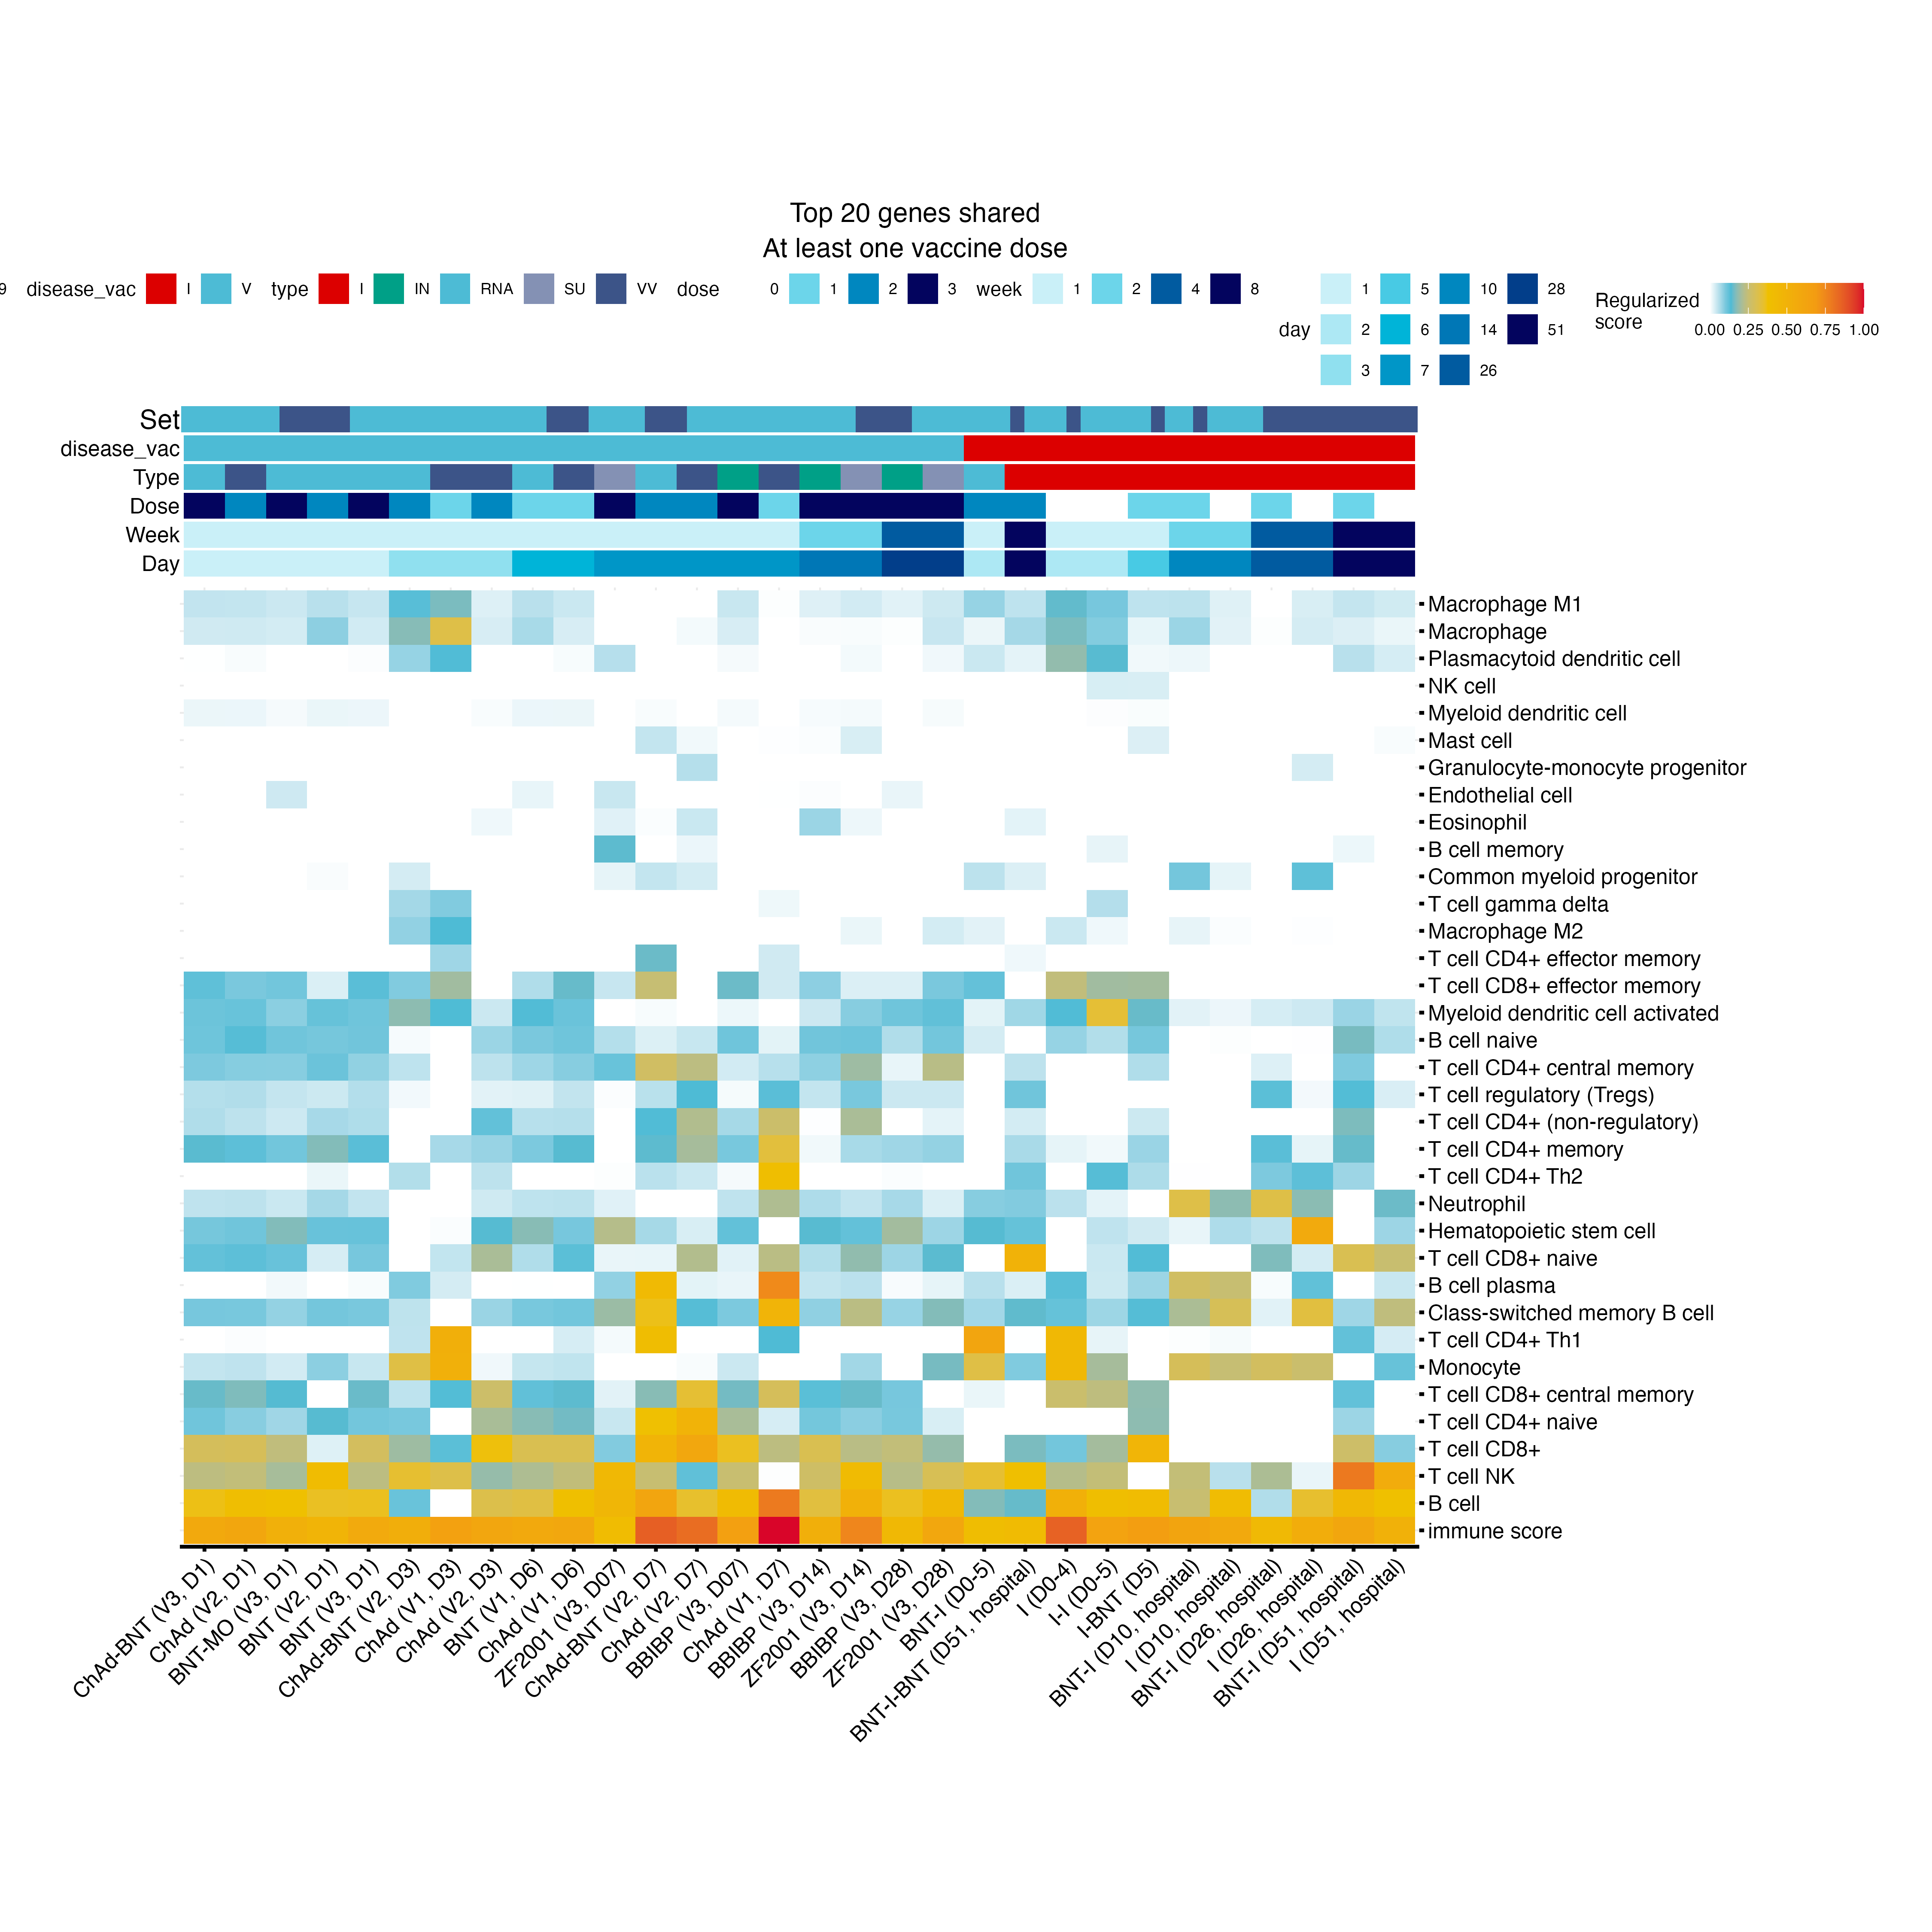 Top 20 genes shared
At least one vaccine dose
9 disease_vac I V type I IN RNA SU VV dose 0 1 2 3 week 1 2 4 8
day 1 5 10 28
2 6 14 51
3 7 26
Regularized
score
0.00 0.25 0.50 0.75 1.00
Set
disease_vac
Type
Dose
Week
Day
Macrophage M1
Macrophage
Plasmacytoid dendritic cell
NK cell
Myeloid dendritic cell
Mast cell
Granulocyte-monocyte progenitor
Endothelial cell
Eosinophil
B cell memory
Common myeloid progenitor
T cell gamma delta
Macrophage M2
T cell CD4+ effector memory
T cell CD8+ effector memory
Myeloid dendritic cell activated
B cell naive
T cell CD4+ central memory
T cell regulatory (Tregs)
T cell CD4+ (non-regulatory)
T cell CD4+ memory
T cell CD4+ Th2
Neutrophil
Hematopoietic stem cell
T cell CD8+ naive
B cell plasma
Class-switched memory B cell
T cell CD4+ Th1
Monocyte
T cell CD8+ central memory
T cell CD4+ naive
T cell CD8+
T cell NK
B cell
immune score
ChAd-BNT (V3, D1)
ChAd (V2, D1)
BNT-MO (V3, D1)
BNT (V2, D1)
BNT (V3, D1)
ChAd-BNT (V2, D3)
ChAd (V1, D3)
ChAd (V2, D3)
BNT (V1, D6)
ChAd (V1, D6)
ZF2001 (V3, D07)
ChAd-BNT (V2, D7)
ChAd (V2, D7)
BBIBP (V3, D07)
ChAd (V1, D7)
BBIBP (V3, D14)
ZF2001 (V3, D14)
BBIBP (V3, D28)
ZF2001 (V3, D28)
BNT-I (D0-5)
BNT-I-BNT (D51, hospital)
I (D0-4)
I-I (D0-5)
I-BNT (D5)
BNT-I (D10, hospital)
I (D10, hospital)
BNT-I (D26, hospital)
I (D26, hospital)
BNT-I (D51, hospital)
I (D51, hospital)